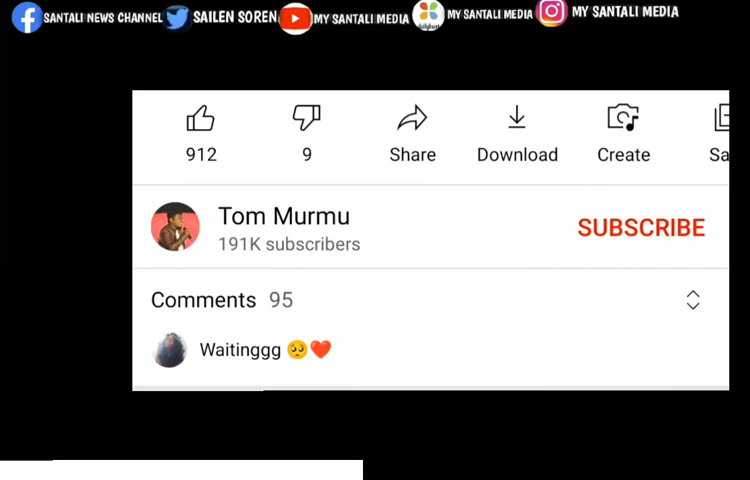 SANTALI NEWS CHANNEL SAILEN SOREN MY SANTALI MEDIA MY SANTALI MEDIA MY SANTALI MEDIA
912 9 Share Download Create Sa
Tom Murmu
191K subscribers
SUBSCRIBE
Comments 95
Waitinggg 🥺❤️